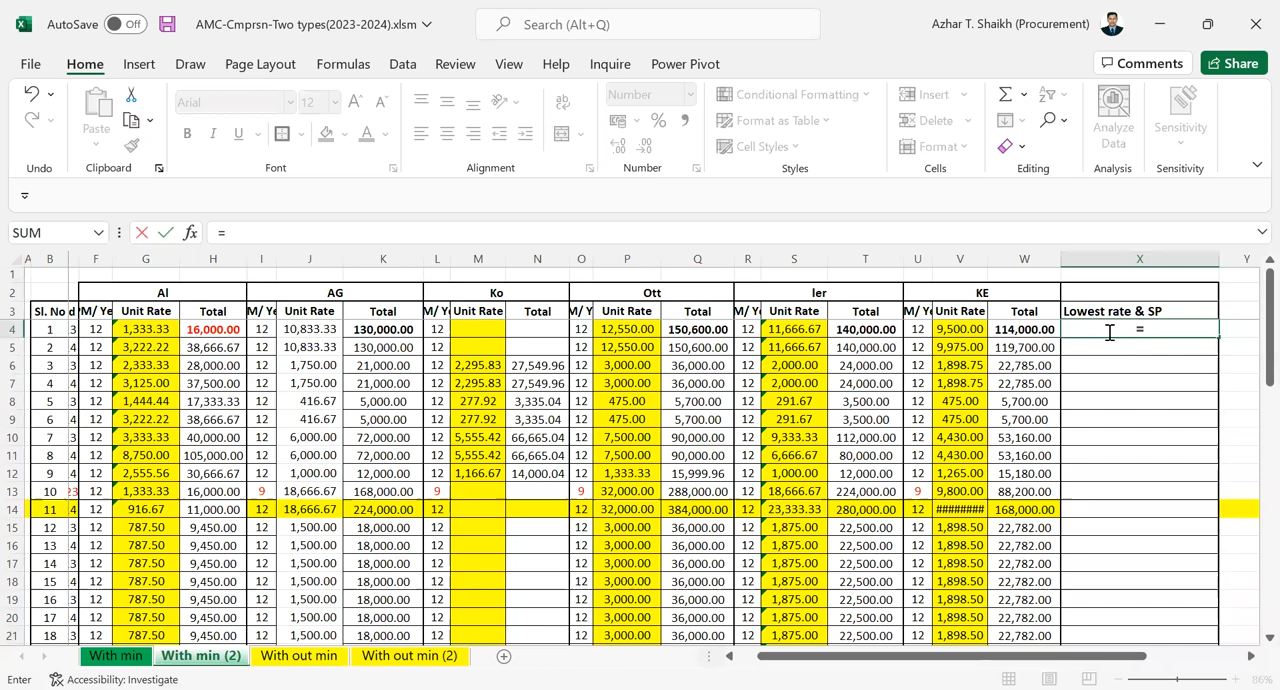 AutoSave Off AMC-Cmprsn-Two types(2023-2024).xlsm Search (Alt+Q) Azhar T. Shaikh (Procurement)
File Home Insert Draw Page Layout Formulas Data Review View Help Inquire Power Pivot Comments Share
Arial 12 ab Number Conditional Formatting Insert
Paste Format as Table Delete Analyze Data Sensitivity
B I U A % Cell Styles Format
Undo Clipboard Font Alignment Number Styles Cells Editing Analysis Sensitivity
SUM fx =
A B F G H I J K L M N O P Q R S T U V W X Y
1
2 Al AG Ko Ott ler KE
3 Sl. No d M/ Ye Unit Rate Total M/ Ye Unit Rate Total M/ Y Unit Rate Total M/ Y Unit Rate Total M/ Y Unit Rate Total M/ Y Unit Rate Total Lowest rate & SP
4 1 3 12 1,333.33 16,000.00 12 10,833.33 130,000.00 12 12 12,550.00 150,600.00 12 11,666.67 140,000.00 12 9,500.00 114,000.00 =
5 2 4 12 3,222.22 38,666.67 12 10,833.33 130,000.00 12 12 12,550.00 150,600.00 12 11,666.67 140,000.00 12 9,975.00 119,700.00
6 3 3 12 2,333.33 28,000.00 12 1,750.00 21,000.00 12 2,295.83 27,549.96 12 3,000.00 36,000.00 12 2,000.00 24,000.00 12 1,898.75 22,785.00
7 4 4 12 3,125.00 37,500.00 12 1,750.00 21,000.00 12 2,295.83 27,549.96 12 3,000.00 36,000.00 12 2,000.00 24,000.00 12 1,898.75 22,785.00
8 5 3 12 1,444.44 17,333.33 12 416.67 5,000.00 12 277.92 3,335.04 12 475.00 5,700.00 12 291.67 3,500.00 12 475.00 5,700.00
9 6 4 12 3,222.22 38,666.67 12 416.67 5,000.00 12 277.92 3,335.04 12 475.00 5,700.00 12 291.67 3,500.00 12 475.00 5,700.00
10 7 3 12 3,333.33 40,000.00 12 6,000.00 72,000.00 12 5,555.42 66,665.04 12 7,500.00 90,000.00 12 9,333.33 112,000.00 12 4,430.00 53,160.00
11 8 4 12 8,750.00 105,000.00 12 6,000.00 72,000.00 12 5,555.42 66,665.04 12 7,500.00 90,000.00 12 6,666.67 80,000.00 12 4,430.00 53,160.00
12 9 4 12 2,555.56 30,666.67 12 1,000.00 12,000.00 12 1,166.67 14,000.04 12 1,333.33 15,999.96 12 1,000.00 12,000.00 12 1,265.00 15,180.00
13 10 23 12 1,333.33 16,000.00 9 18,666.67 168,000.00 9 9 32,000.00 288,000.00 12 18,666.67 224,000.00 9 9,800.00 88,200.00
14 11 4 12 916.67 11,000.00 12 18,666.67 224,000.00 12 12 32,000.00 384,000.00 12 23,333.33 280,000.00 12 ######## 168,000.00
15 12 3 12 787.50 9,450.00 12 1,500.00 18,000.00 12 12 3,000.00 36,000.00 12 1,875.00 22,500.00 12 1,898.50 22,782.00
16 13 4 12 787.50 9,450.00 12 1,500.00 18,000.00 12 12 3,000.00 36,000.00 12 1,875.00 22,500.00 12 1,898.50 22,782.00
17 14 3 12 787.50 9,450.00 12 1,500.00 18,000.00 12 12 3,000.00 36,000.00 12 1,875.00 22,500.00 12 1,898.50 22,782.00
18 15 4 12 787.50 9,450.00 12 1,500.00 18,000.00 12 12 3,000.00 36,000.00 12 1,875.00 22,500.00 12 1,898.50 22,782.00
19 16 3 12 787.50 9,450.00 12 1,500.00 18,000.00 12 12 3,000.00 36,000.00 12 1,875.00 22,500.00 12 1,898.50 22,782.00
20 17 4 12 787.50 9,450.00 12 1,500.00 18,000.00 12 12 3,000.00 36,000.00 12 1,875.00 22,500.00 12 1,898.50 22,782.00
21 18 3 12 787.50 9,450.00 12 1,500.00 18,000.00 12 12 3,000.00 36,000.00 12 1,875.00 22,500.00 12 1,898.50 22,782.00
With min With min (2) With out min With out min (2)
Enter Accessibility: Investigate 86%